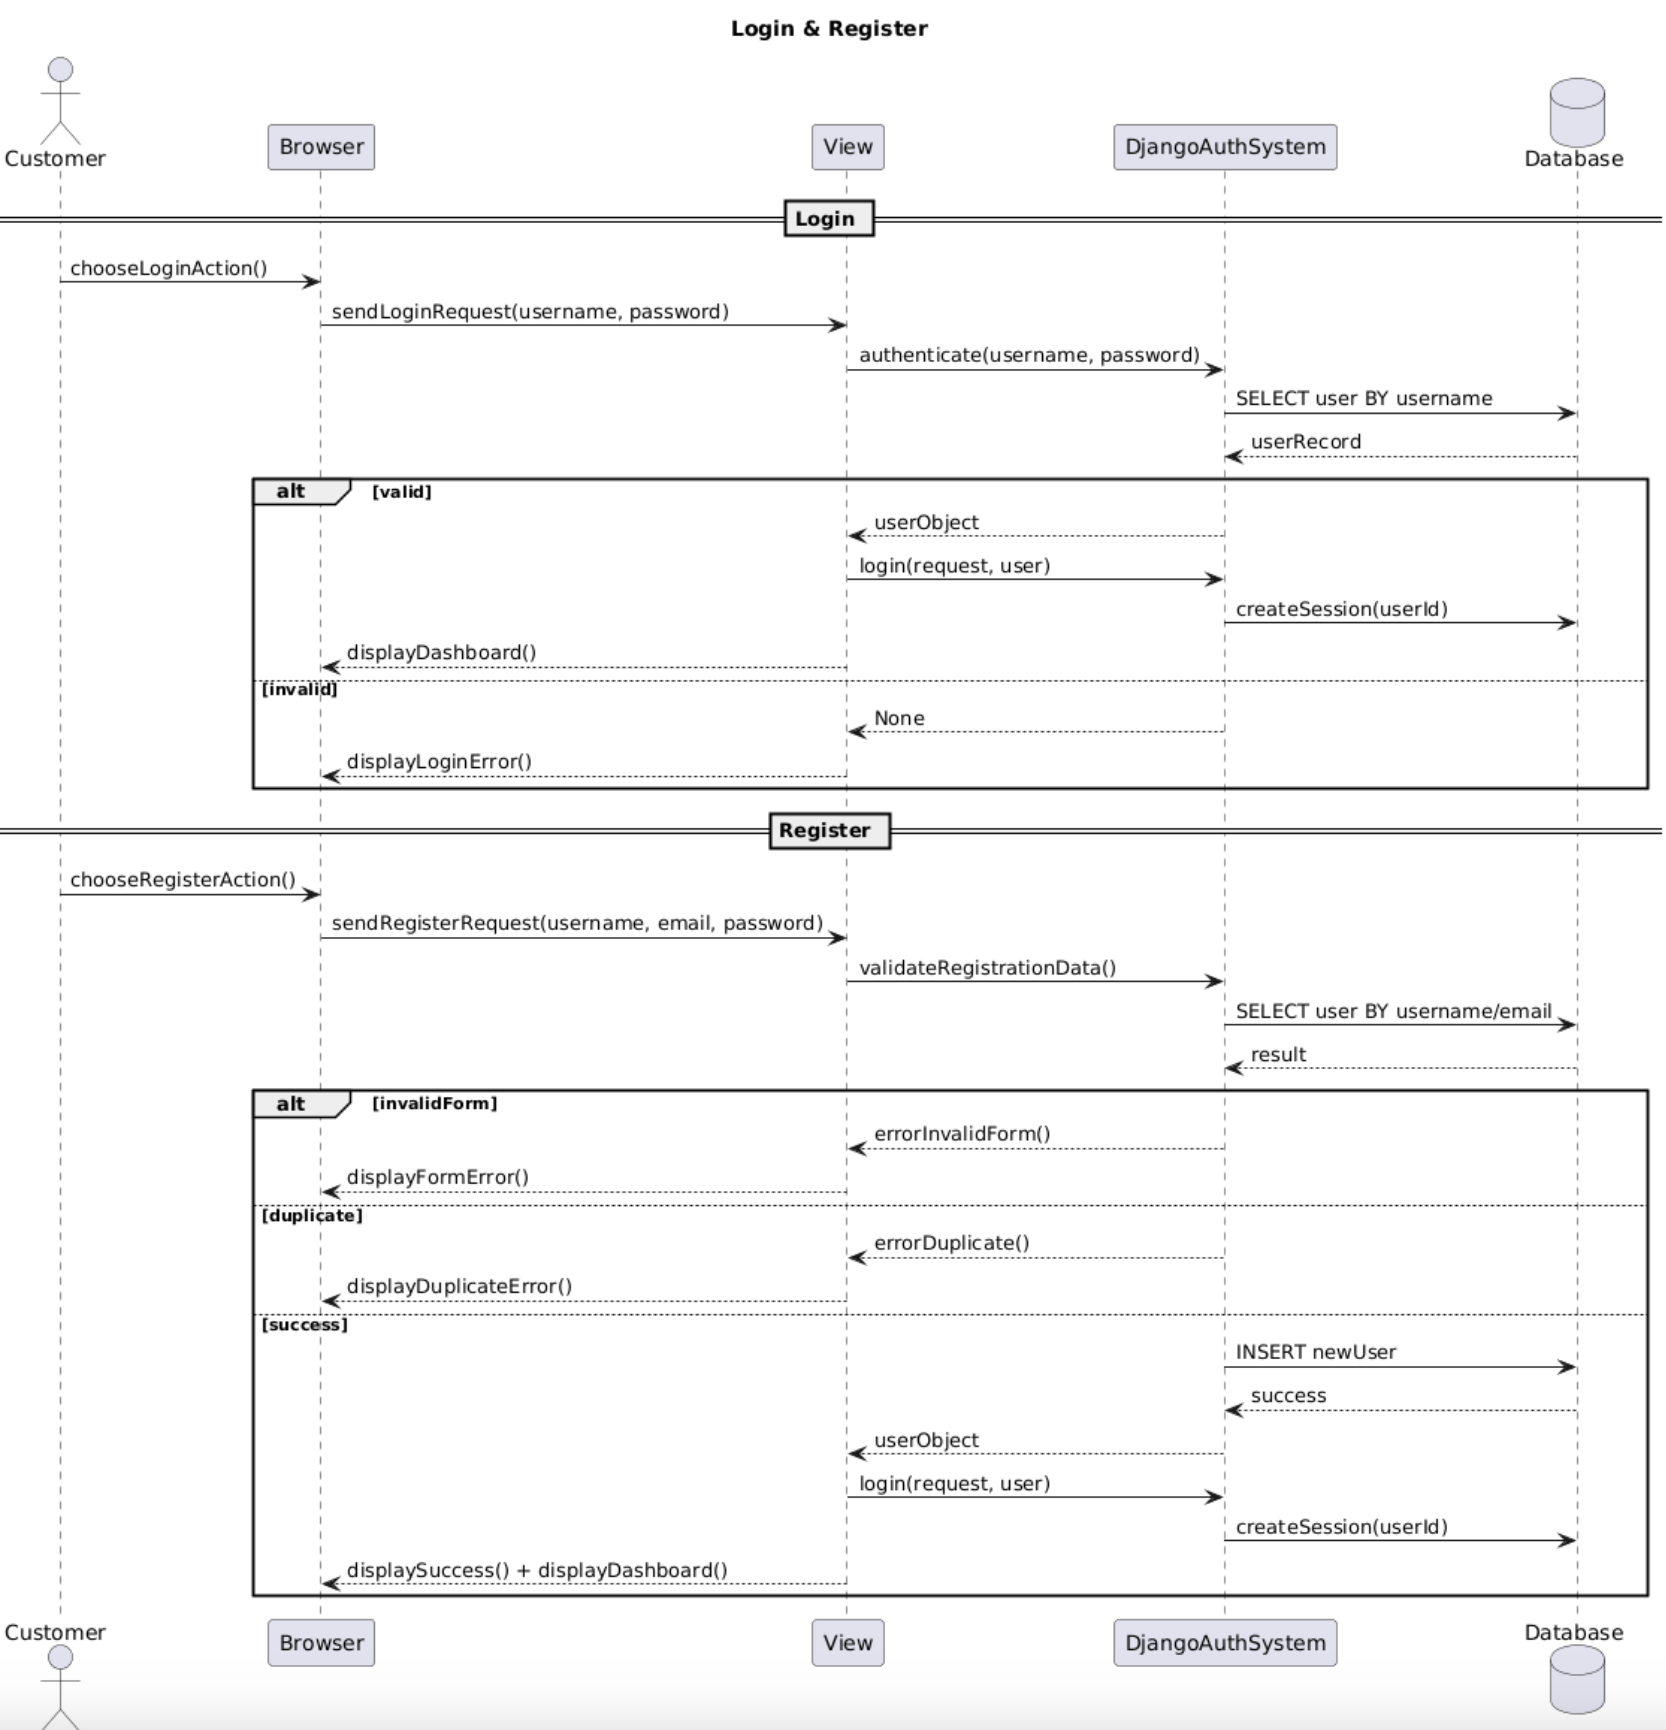 Login & Register
Customer
Browser
View
DjangoAuthSystem
Database
Login
chooseLoginAction()
sendLoginRequest(username, password)
authenticate(username, password)
SELECT user BY username
userRecord
alt [valid]
userObject
login(request, user)
createSession(userId)
displayDashboard()
[invalid]
None
displayLoginError()
Register
chooseRegisterAction()
sendRegisterRequest(username, email, password)
validateRegistrationData()
SELECT user BY username/email
result
alt [invalidForm]
errorInvalidForm()
displayFormError()
[duplicate]
errorDuplicate()
displayDuplicateError()
[success]
INSERT newUser
success
userObject
login(request, user)
createSession(userId)
displaySuccess() + displayDashboard()
Customer
Browser
View
DjangoAuthSystem
Database